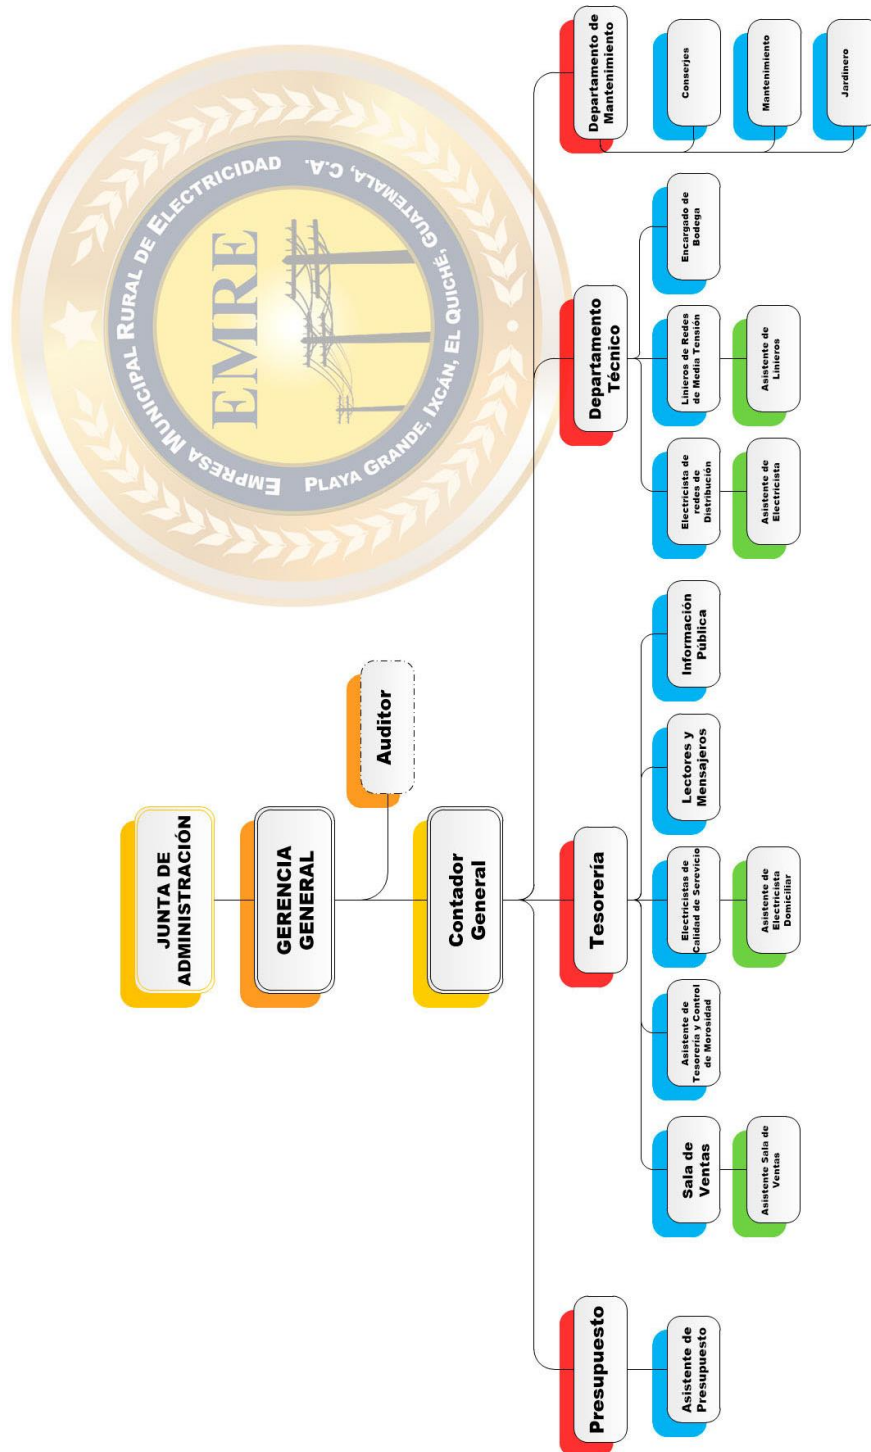 EMPRESA MUNICIPAL RURAL DE ELECTRICIDAD
EMRE
PLAYA GRANDE, IXCÁN, EL QUICHÉ, GUATEMALA, C.A.
JUNTA DE
ADMINISTRACIÓN
GERENCIA
GENERAL
Auditor
Contador
General
Presupuesto
Tesorería
Departamento
Técnico
Departamento de
Mantenimiento
Asistente de
Presupuesto
Sala de
Ventas
Asistente de
Tesorería y Control
de Morosidad
Electricistas de
Calidad de Serevicio
Lectores y
Mensajeros
Información
Pública
Electricista de
redes de
Distribución
Linieros de Redes
de Media Tensión
Encargado de
Bodega
Conserjes
Asistente Sala de
Ventas
Asistente de
Electricista
Domiciliar
Asistente de
Electricista
Asistente de
Linieros
Mantenimiento
Jardinero